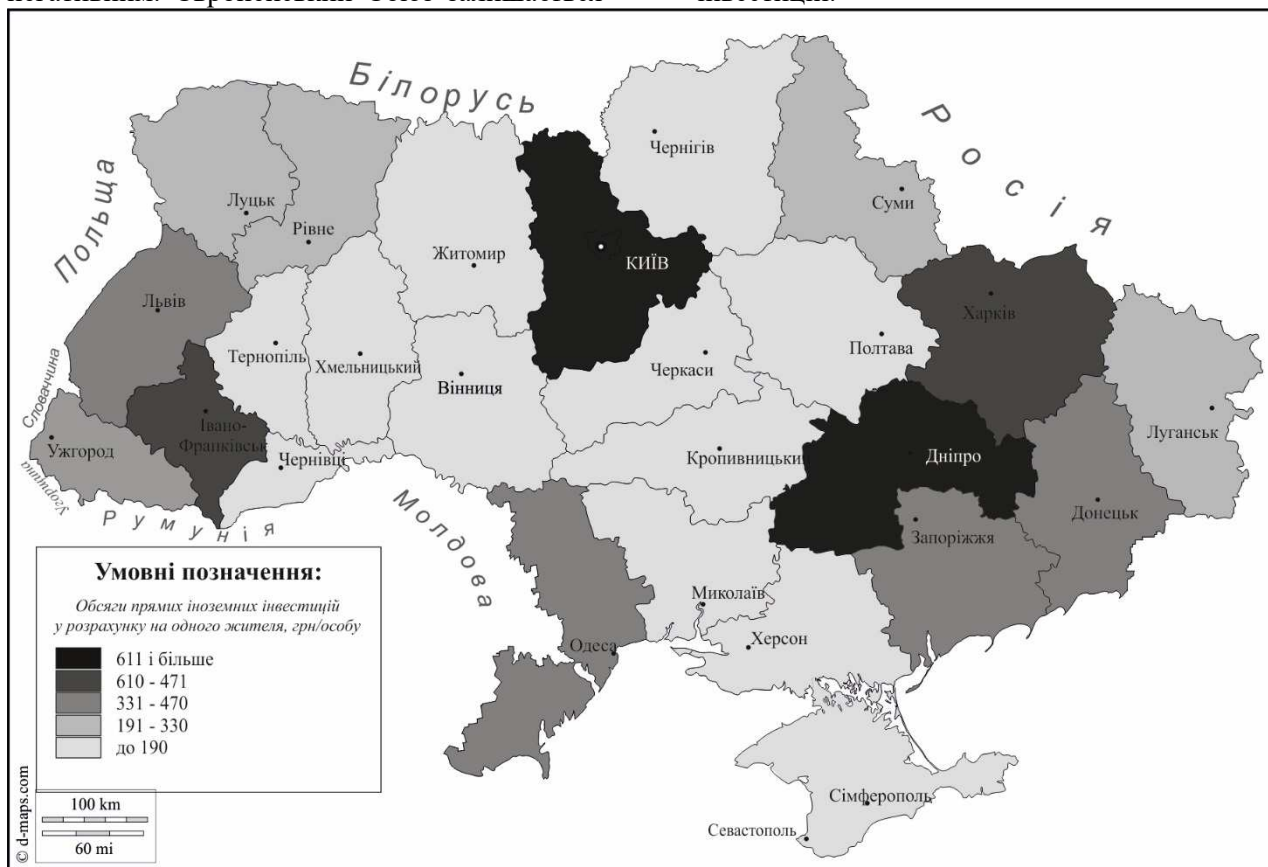 інвестицій.
Білорусь
Росія
Польща
Словаччина
Угорщина
Румунія
Молдова
Чернігів
Суми
Луцьк
Рівне
Житомир
КИЇВ
Львів
Харків
Тернопіль
Хмельницький
Вінниця
Черкаси
Полтава
Івано-
Франківськ
Луганськ
Ужгород
Чернівці
Кропивницький
Дніпро
Донецьк
Запоріжжя
Миколаїв
Херсон
Одеса
Сімферополь
Севастополь
Умовні позначення:
Обсяги прямих іноземних інвестицій
у розрахунку на одного жителя, грн/особу
611 і більше
610 - 471
331 - 470
191 - 330
до 190
100 km
60 mi
© d-maps.com